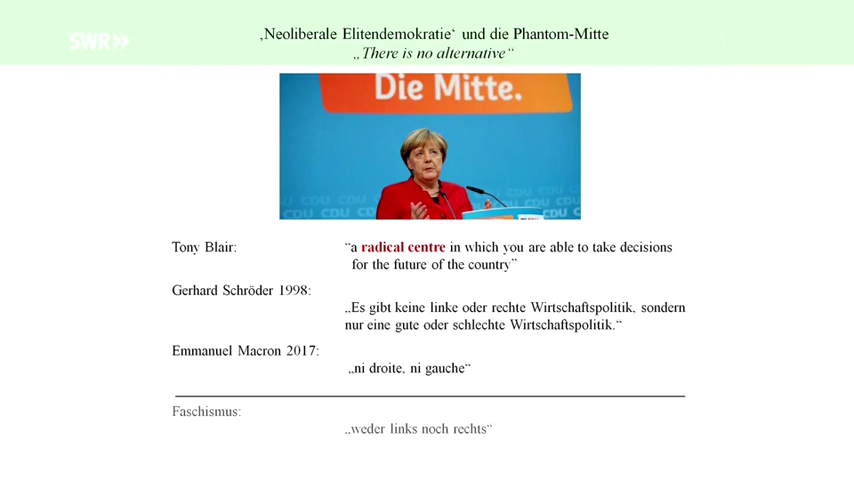 SWR»
‚Neoliberale Elitendemokratie‘ und die Phantom-Mitte
„There is no alternative“
Die Mitte.
CDU CDU CDU
CDU CDU CDU CDU
Tony Blair:
“a radical centre in which you are able to take decisions
for the future of the country”
Gerhard Schröder 1998:
„Es gibt keine linke oder rechte Wirtschaftspolitik, sondern
nur eine gute oder schlechte Wirtschaftspolitik.“
Emmanuel Macron 2017:
„ni droite, ni gauche“
Faschismus:
„weder links noch rechts“